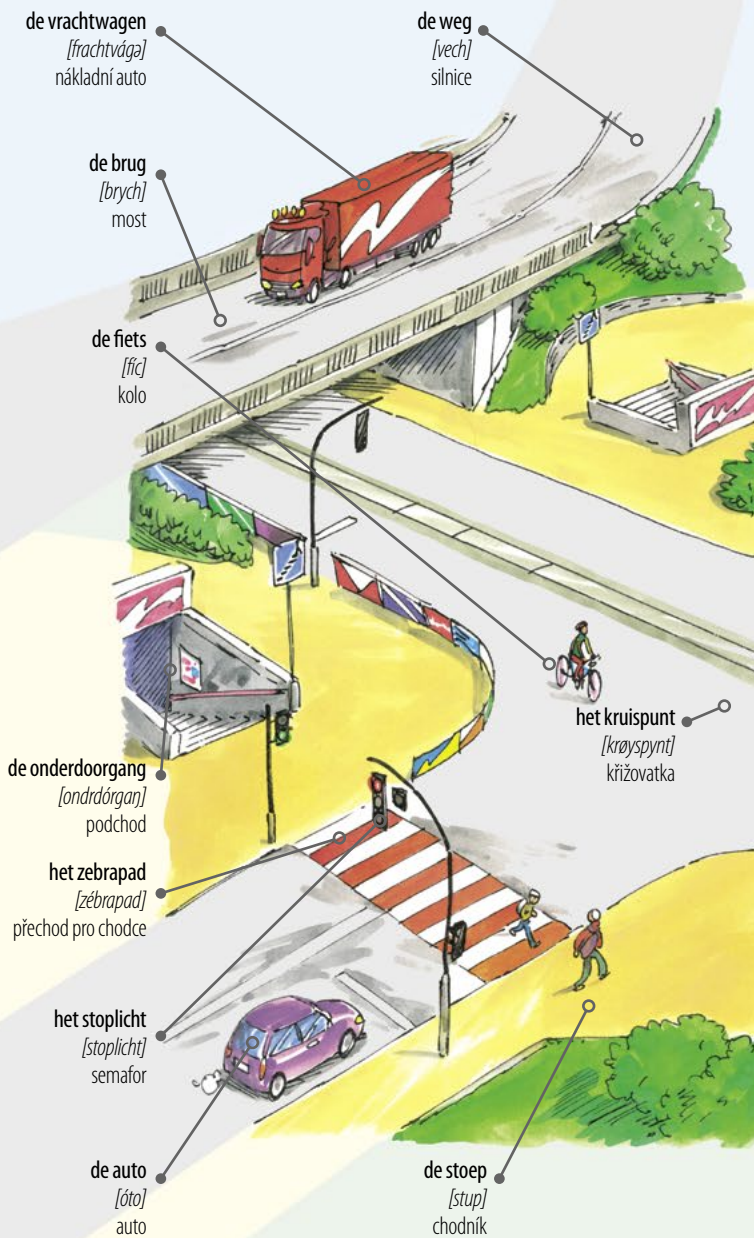 de vrachtwagen
[frachtvágə]
nákladní auto
de weg
[vech]
silnice
de brug
[brych]
most
de fiets
[fíc]
kolo
het kruispunt
[krøyspynt]
křižovatka
de onderdoorgang
[ondrdórgaŋ]
podchod
het zebrapad
[zébrapad]
přechod pro chodce
het stoplicht
[stoplicht]
semafor
de auto
[óto]
auto
de stoep
[stup]
chodník